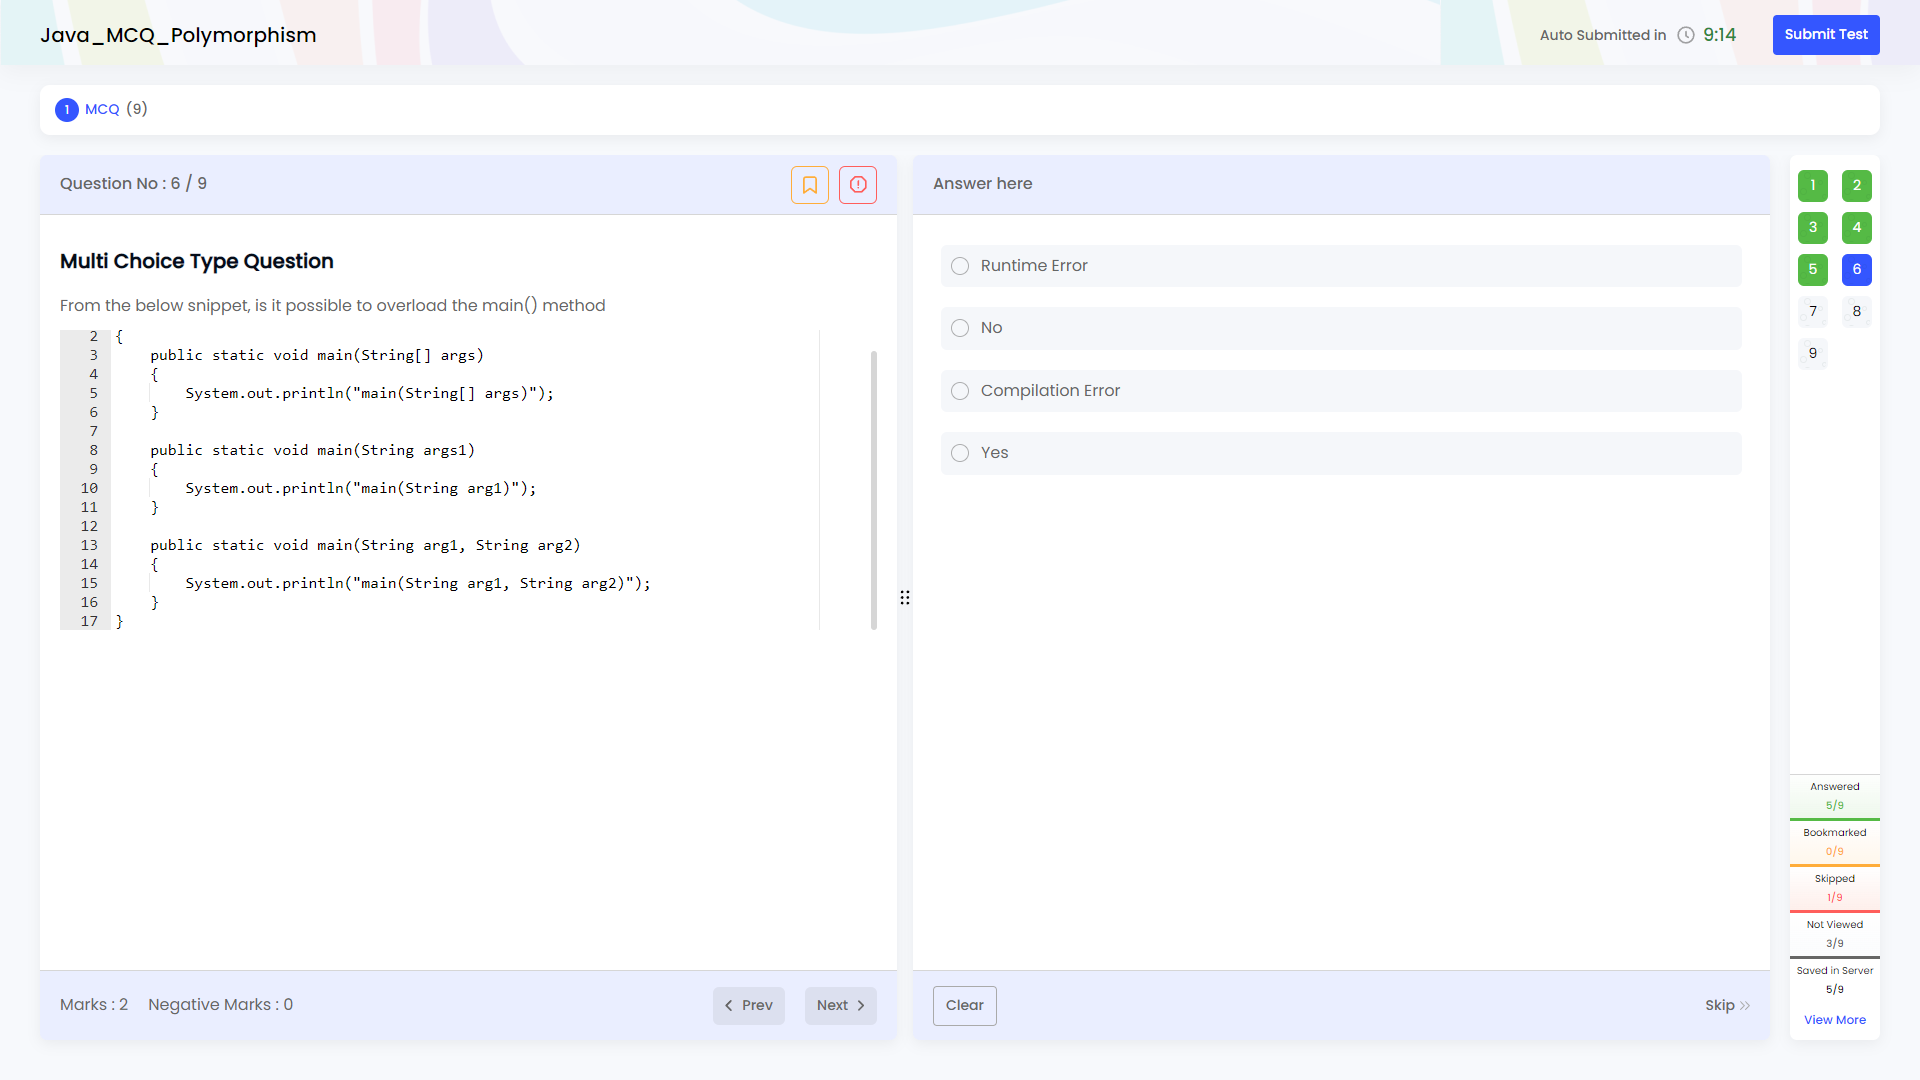 Java_MCQ_Polymorphism
Auto Submitted in 9:14
Submit Test
1 MCQ (9)
Question No : 6 / 9
Multi Choice Type Question
From the below snippet, is it possible to overload the main() method
2 {
3     public static void main(String[] args)
4     {
5         System.out.println("main(String[] args)");
6     }
7
8     public static void main(String args1)
9     {
10         System.out.println("main(String arg1)");
11     }
12
13     public static void main(String arg1, String arg2)
14     {
15         System.out.println("main(String arg1, String arg2)");
16     }
17 }
Marks : 2 Negative Marks : 0
Prev
Next
Answer here
Runtime Error
No
Compilation Error
Yes
Clear
Skip
1 2
3 4
5 6
7 8
9
Answered
5/9
Bookmarked
0/9
Skipped
1/9
Not Viewed
3/9
Saved in Server
5/9
View More